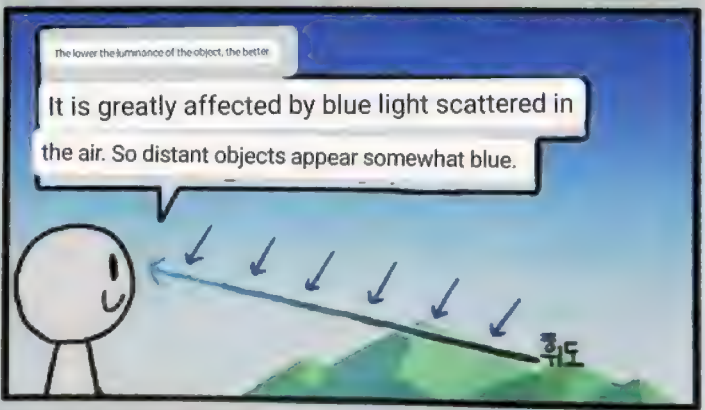 The lower the luminance of the object, the better
It is greatly affected by blue light scattered in
the air. So distant objects appear somewhat blue.
휘도